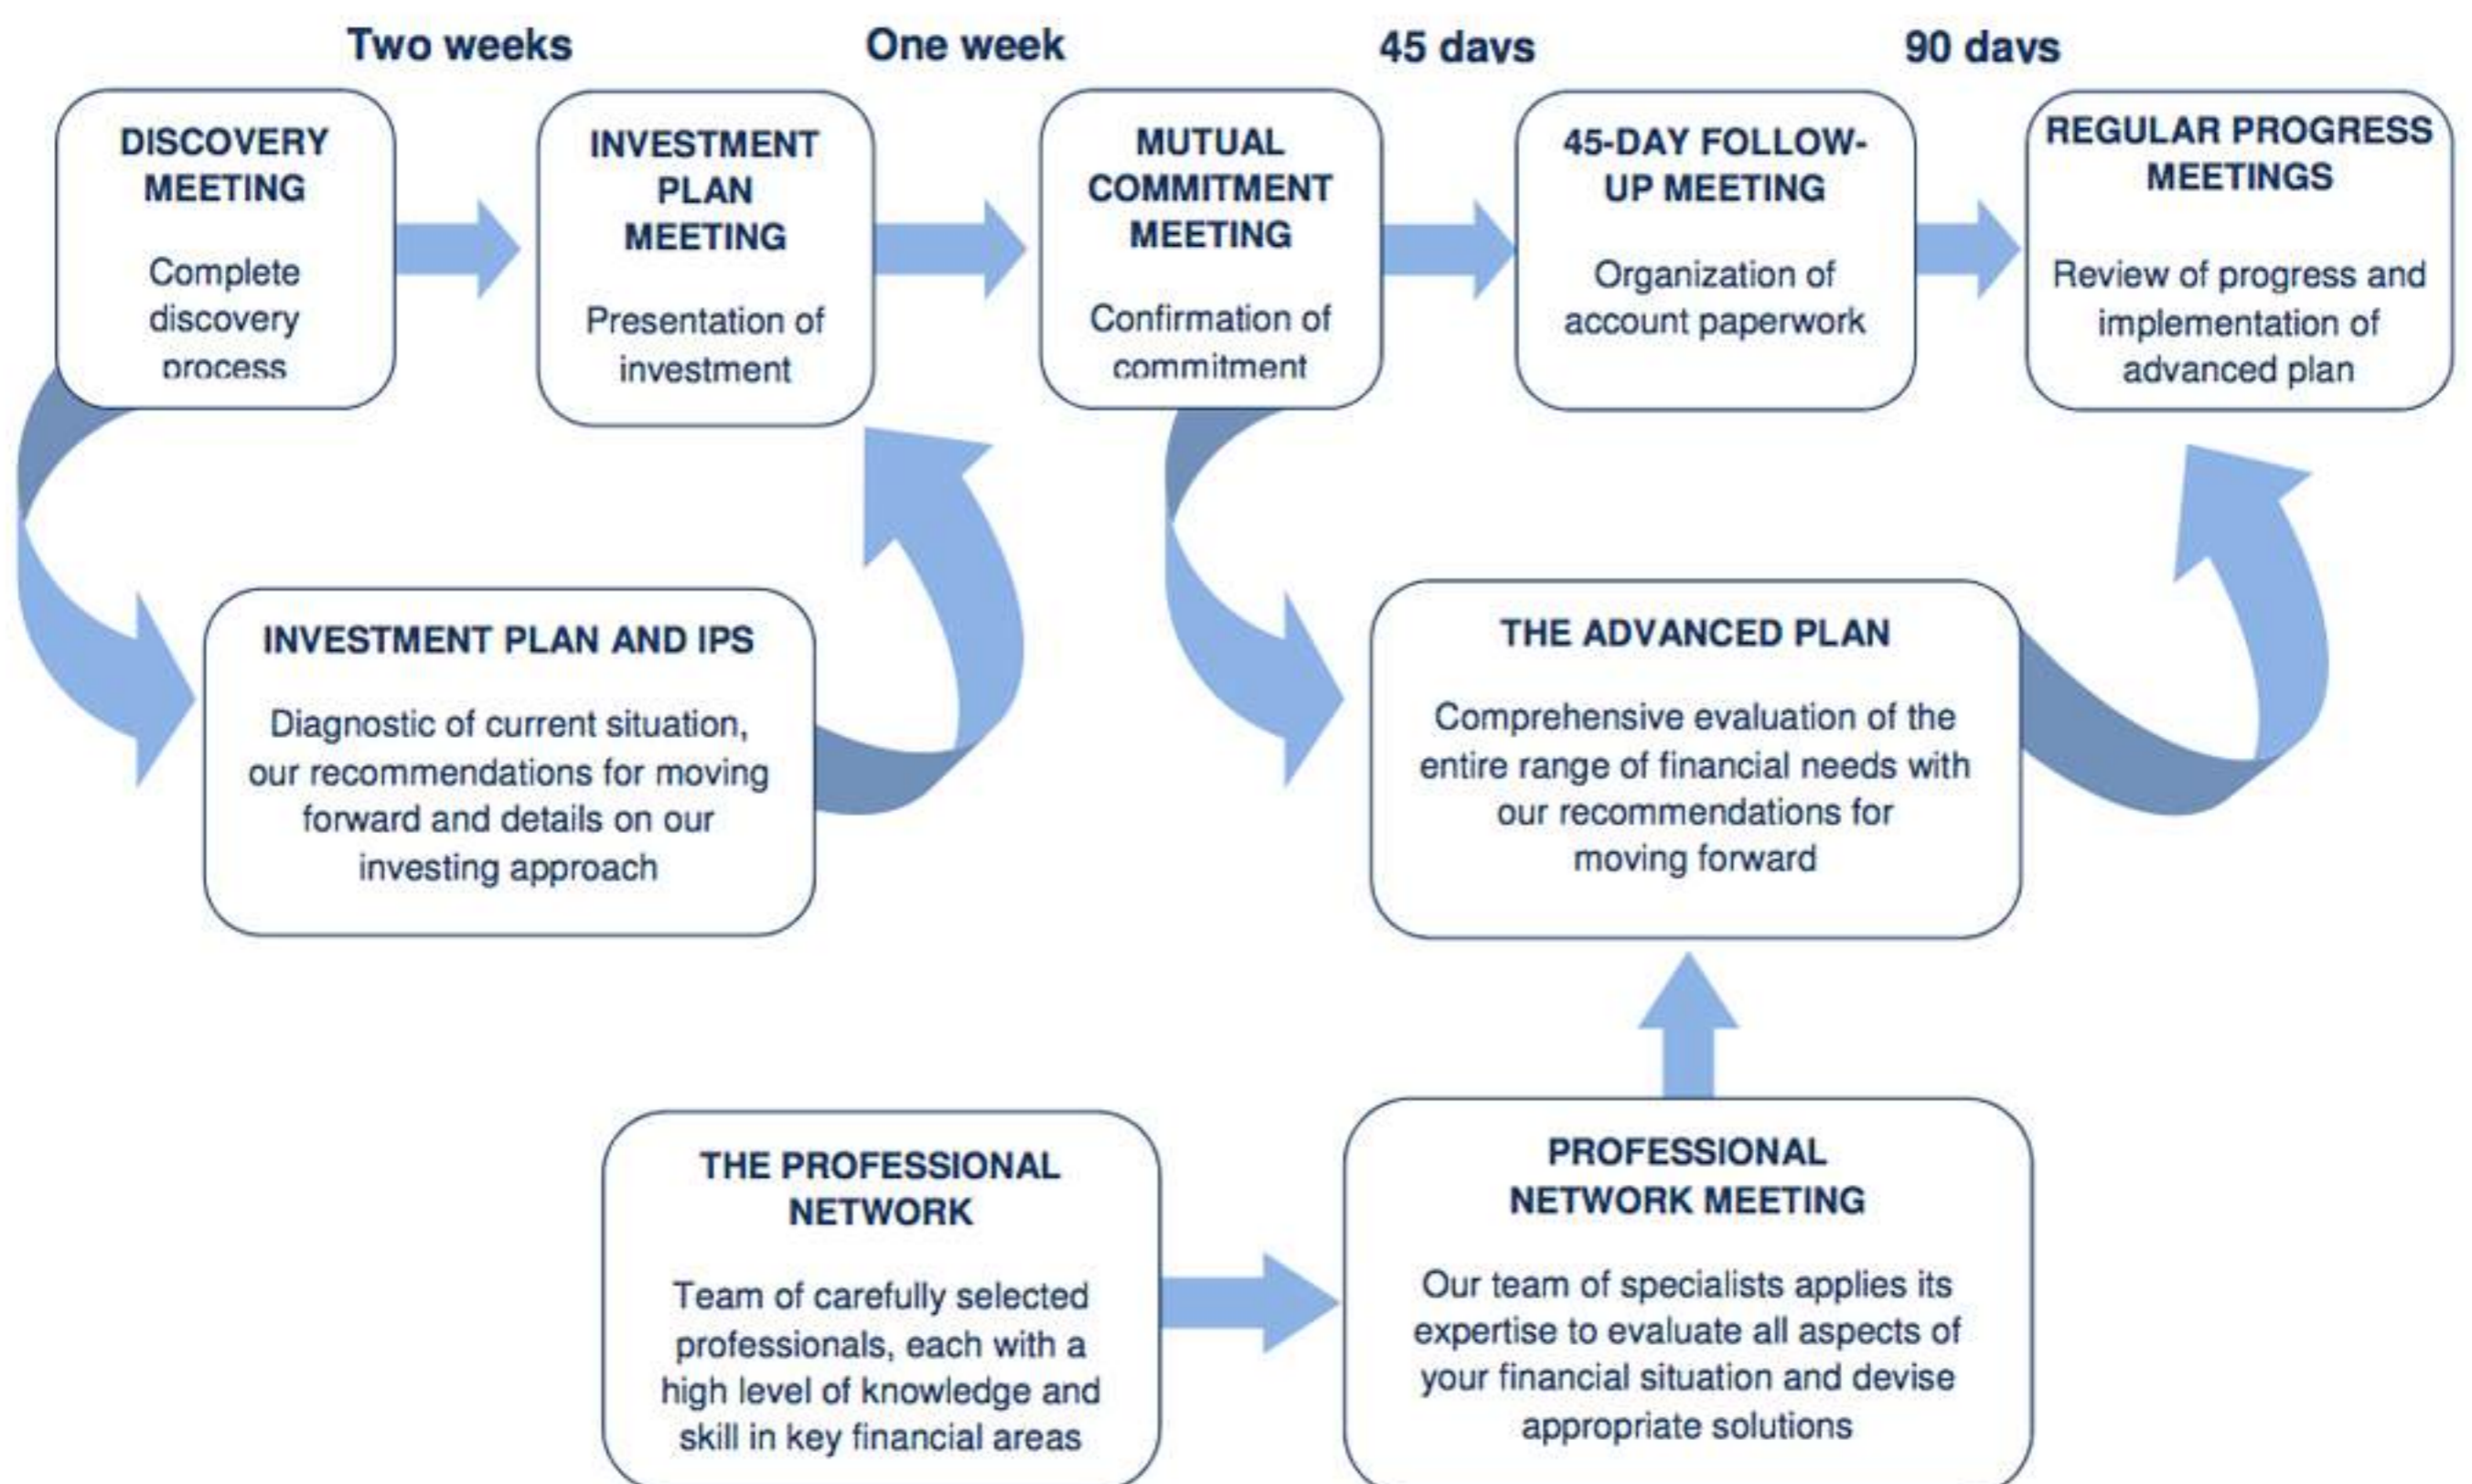 Two weeks
One week
45 days
90 days
DISCOVERY
MEETING
Complete
discovery
process
INVESTMENT
PLAN
MEETING
Presentation of
investment
MUTUAL
COMMITMENT
MEETING
Confirmation of
commitment
45-DAY FOLLOW-
UP MEETING
Organization of
account paperwork
REGULAR PROGRESS
MEETINGS
Review of progress and
implementation of
advanced plan
INVESTMENT PLAN AND IPS
Diagnostic of current situation,
our recommendations for moving
forward and details on our
investing approach
THE ADVANCED PLAN
Comprehensive evaluation of the
entire range of financial needs with
our recommendations for
moving forward
THE PROFESSIONAL
NETWORK
Team of carefully selected
professionals, each with a
high level of knowledge and
skill in key financial areas
PROFESSIONAL
NETWORK MEETING
Our team of specialists applies its
expertise to evaluate all aspects of
your financial situation and devise
appropriate solutions